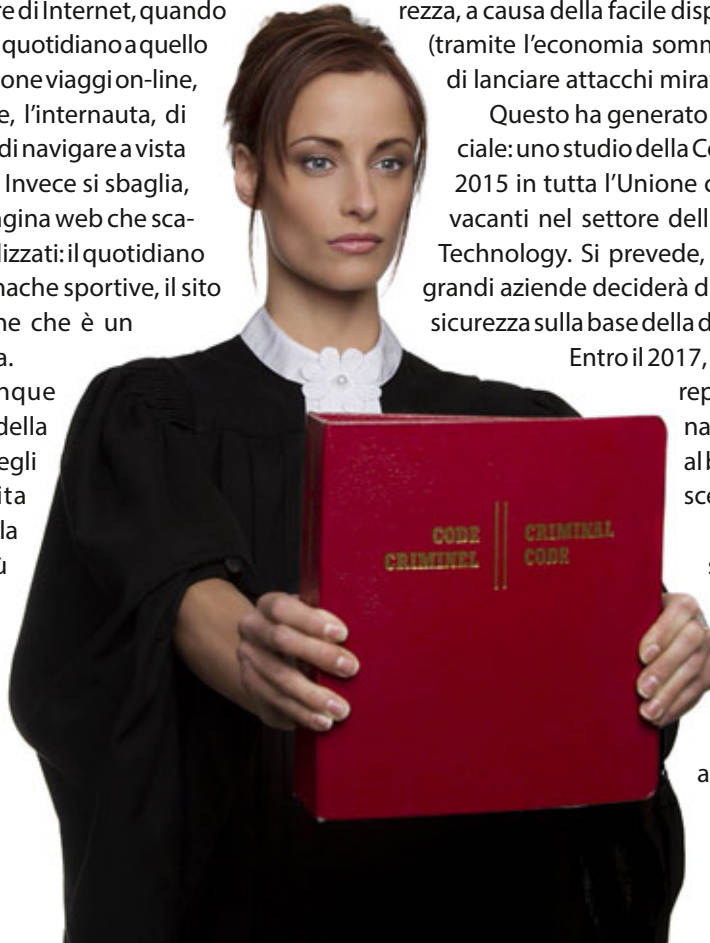 re di Internet, quando
quotidiano a quello
one viaggi on-line,
e, l'internauta, di
di navigare a vista
Invece si sbaglia,
agina web che sca-
lizzati: il quotidiano
nache sportive, il sito
ne che è un
a.
nque
della
egli
ita
la
ù
CODE
CRIMINEL
CRIMINAL
CODE
rezza, a causa della facile disp
(tramite l'economia somm
di lanciare attacchi mira
Questo ha generato
ciale: uno studio della Co
2015 in tutta l'Unione
vacanti nel settore dell
Technology. Si prevede,
grandi aziende deciderà d
sicurezza sulla base della d
Entro il 2017,
rep
na
al b
sce
s
a